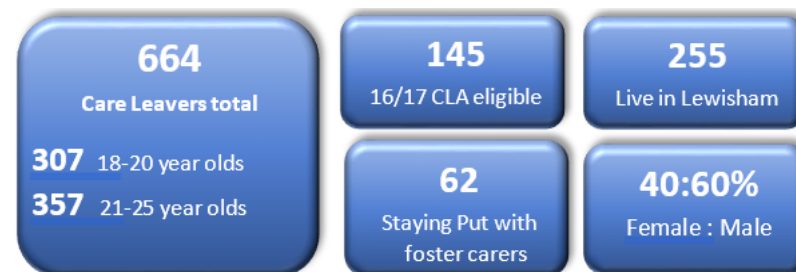 664
Care Leavers total
307 18-20 year olds
357 21-25 year olds
145
16/17 CLA eligible
255
Live in Lewisham
62
Staying Put with
foster carers
40:60%
Female : Male